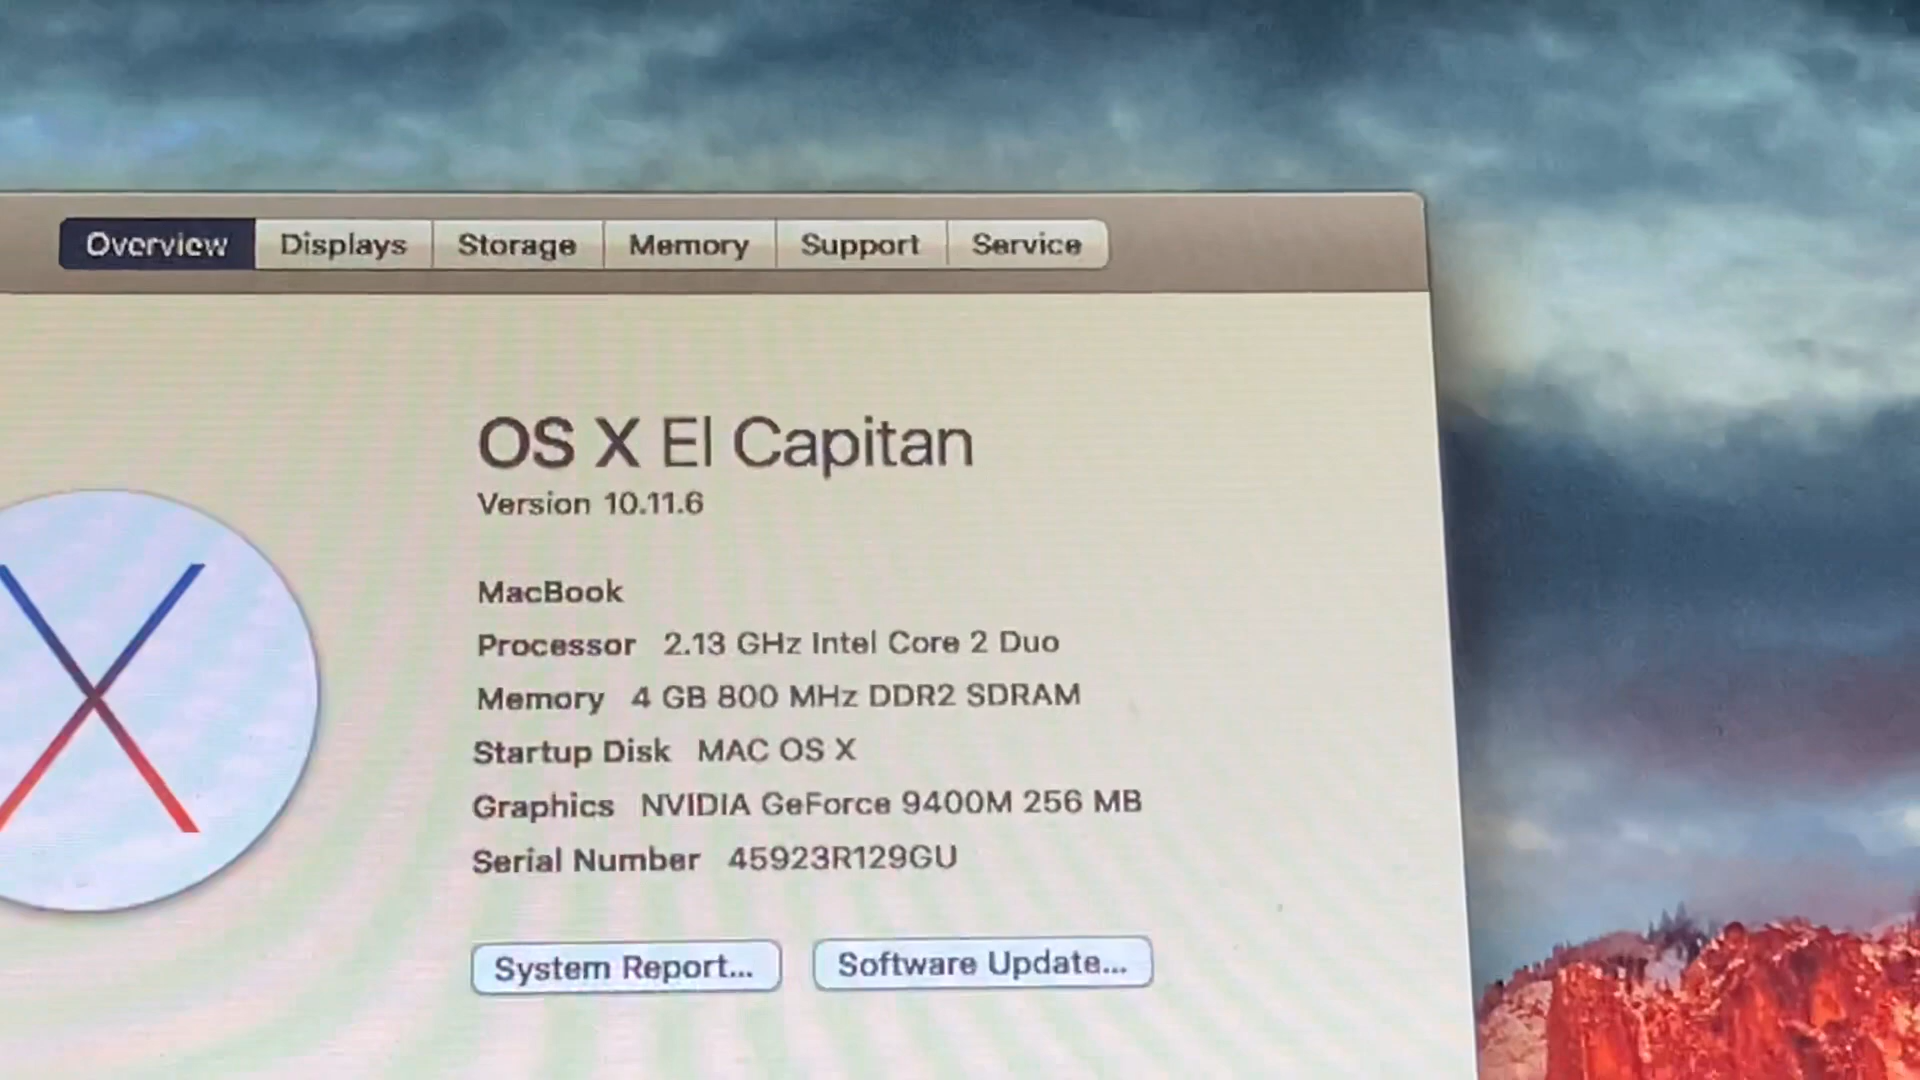 Overview Displays Storage Memory Support Service
OS X El Capitan
Version 10.11.6
MacBook
Processor 2.13 GHz Intel Core 2 Duo
Memory 4 GB 800 MHz DDR2 SDRAM
Startup Disk MAC OS X
Graphics NVIDIA GeForce 9400M 256 MB
Serial Number 45923R129GU
System Report... Software Update...